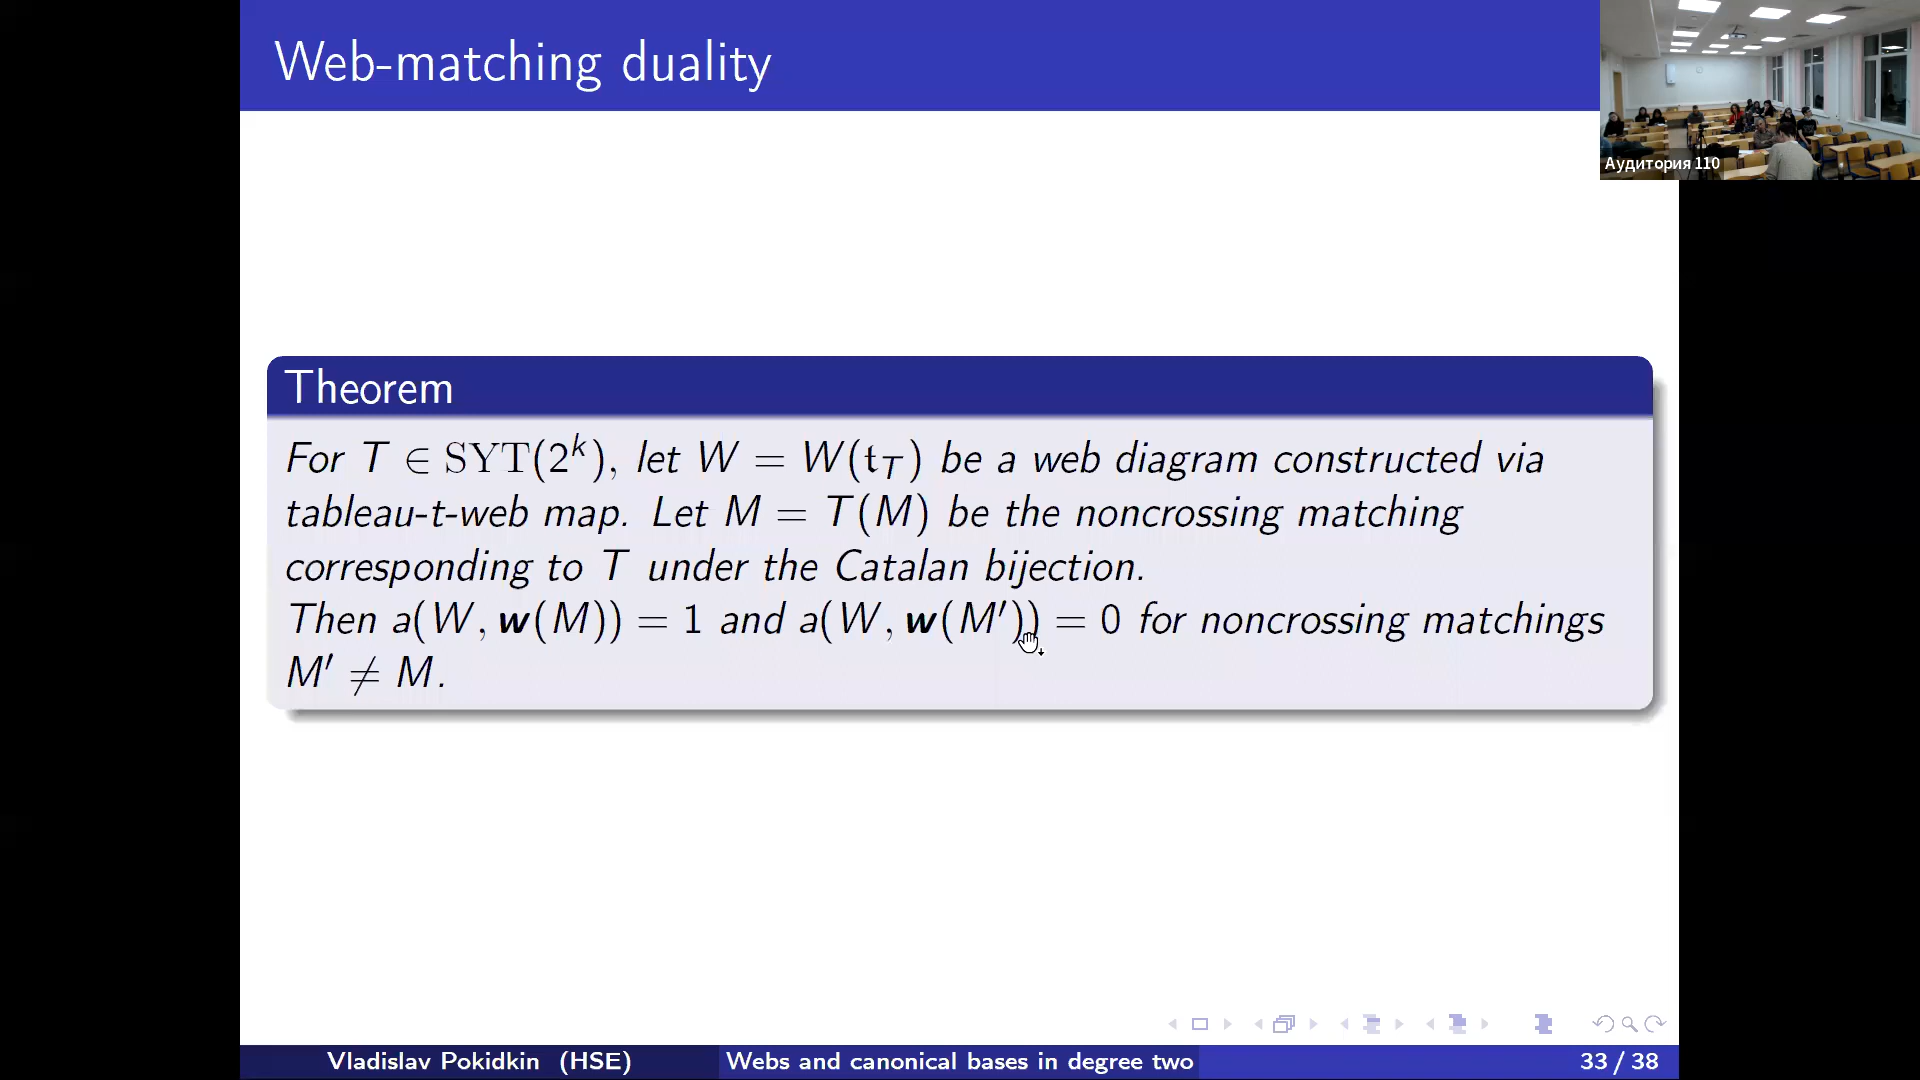 Web-matching duality
Аудитория 110
Theorem
For T ∈ SYT(2^k), let W = W(𝔱_T) be a web diagram constructed via
tableau-t-web map. Let M = T(M) be the noncrossing matching
corresponding to T under the Catalan bijection.
Then a(W, w(M)) = 1 and a(W, w(M′)) = 0 for noncrossing matchings
M′ ≠ M.
Vladislav Pokidkin (HSE)
Webs and canonical bases in degree two
33 / 38